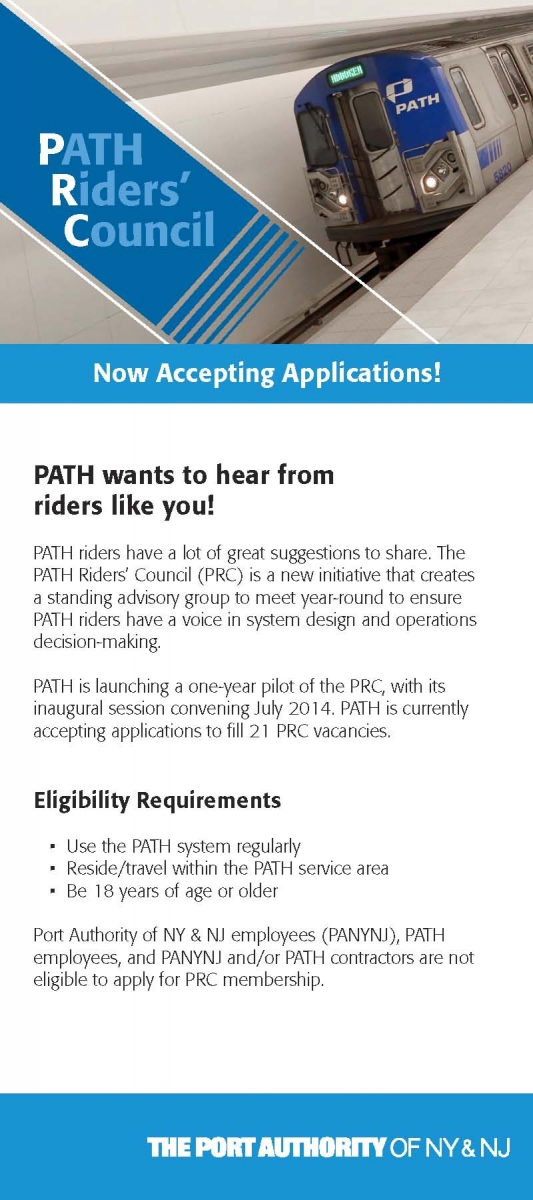 HOBOKEN
PATH
5820
PATH
Riders’
Council
Now Accepting Applications!
PATH wants to hear from
riders like you!
PATH riders have a lot of great suggestions to share. The
PATH Riders’ Council (PRC) is a new initiative that creates
a standing advisory group to meet year-round to ensure
PATH riders have a voice in system design and operations
decision-making.
PATH is launching a one-year pilot of the PRC, with its
inaugural session convening July 2014. PATH is currently
accepting applications to fill 21 PRC vacancies.
Eligibility Requirements
▪ Use the PATH system regularly
▪ Reside/travel within the PATH service area
▪ Be 18 years of age or older
Port Authority of NY & NJ employees (PANYNJ), PATH
employees, and PANYNJ and/or PATH contractors are not
eligible to apply for PRC membership.
THE PORT AUTHORITY OF NY & NJ